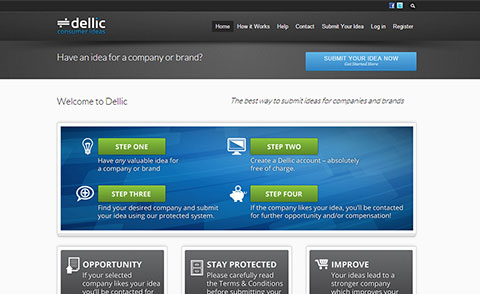 dellic
consumer ideas
Home How it Works Help Contact Submit Your Idea Log in Register
Have an idea for a company or brand?
SUBMIT YOUR IDEA NOW
Get Started Here
Welcome to Dellic
The best way to submit ideas for companies and brands
STEP ONE
Have any valuable idea for
a company or brand
STEP TWO
Create a Dellic account – absolutely
free of charge.
STEP THREE
Find your desired company and submit
your idea using our protected system.
STEP FOUR
If the company likes your idea, you'll be contacted
for further opportunity and/or compensation!
OPPORTUNITY
If your selected
company likes your idea
you'll be contacted for
STAY PROTECTED
Please carefully read
the Terms & Conditions
before submitting your
IMPROVE
Your ideas lead to a
stronger company
which improves the